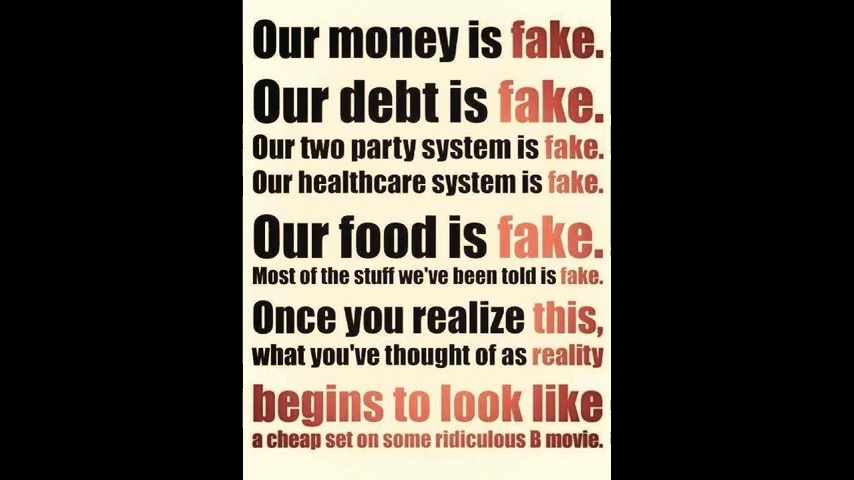 Our money is fake.
Our debt is fake.
Our two party system is fake.
Our healthcare system is fake.
Our food is fake.
Most of the stuff we've been told is fake.
Once you realize this,
what you've thought of as reality
begins to look like
a cheap set on some ridiculous B movie.